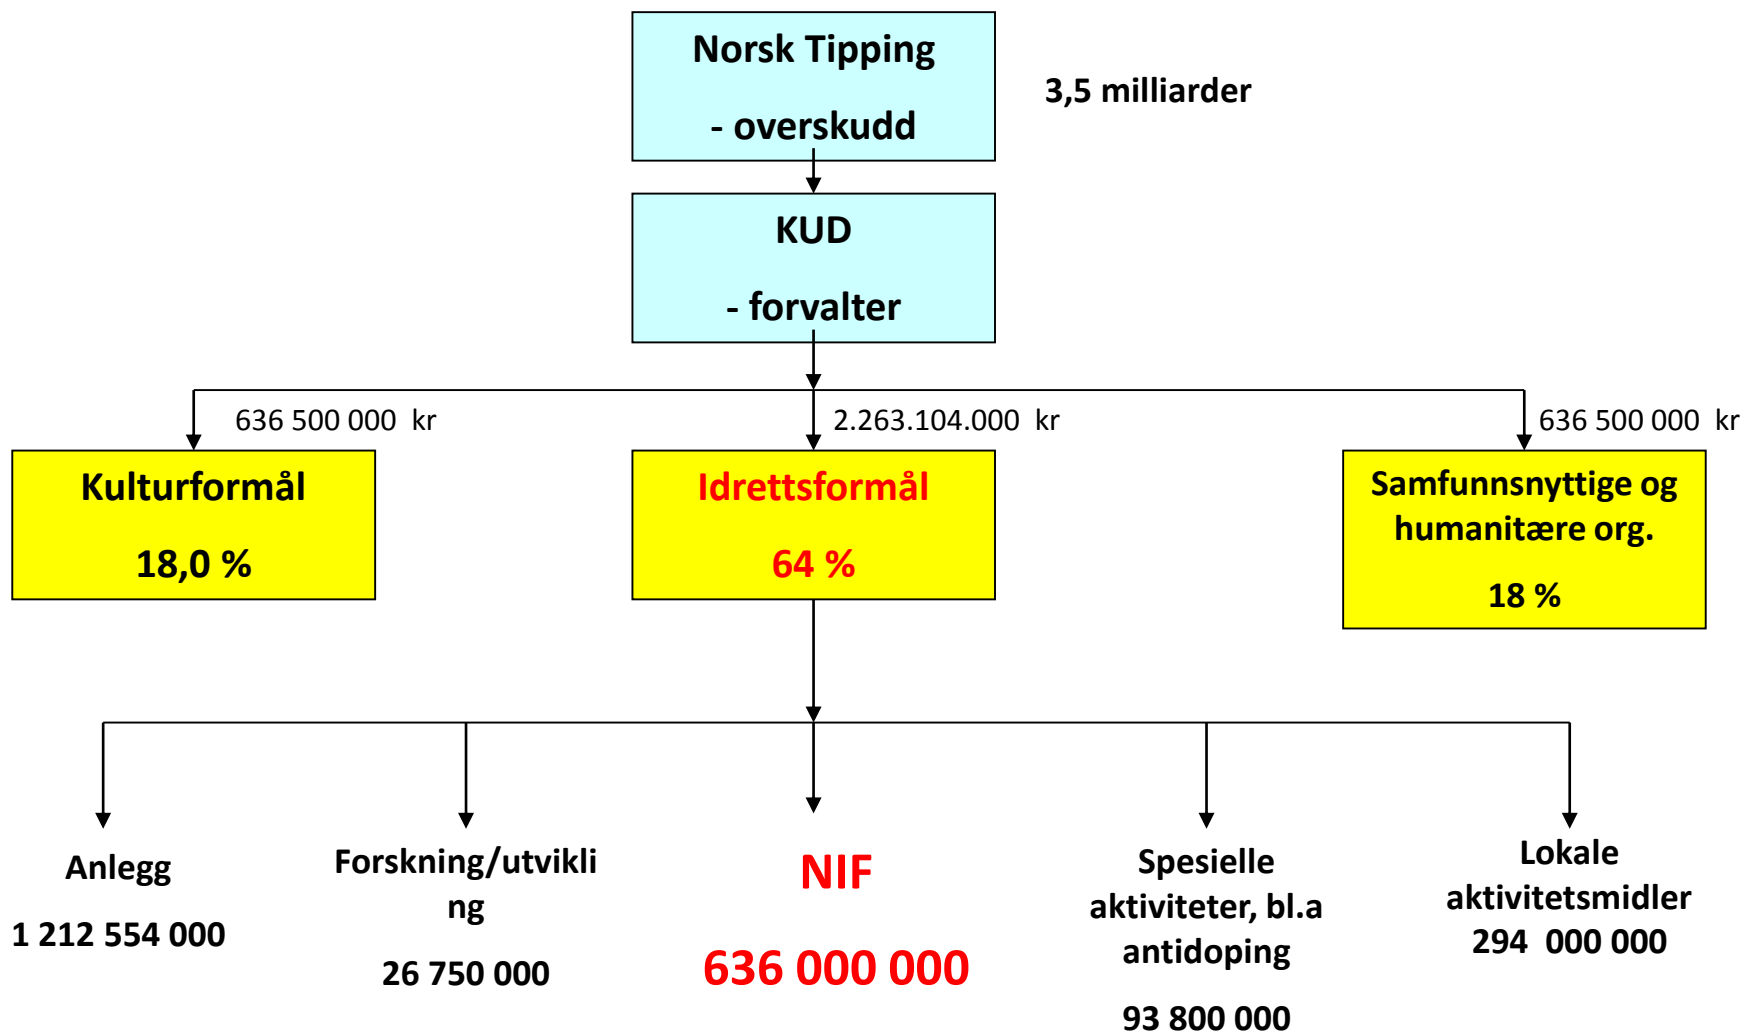 Norsk Tipping
- overskudd
3,5 milliarder
KUD
- forvalter
636 500 000 kr
2.263.104.000 kr
636 500 000 kr
Kulturformål
18,0 %
Idrettsformål
64 %
Samfunnsnyttige og
humanitære org.
18 %
Anlegg
1 212 554 000
Forskning/utvikli
ng
26 750 000
NIF
636 000 000
Spesielle
aktiviteter, bl.a
antidoping
93 800 000
Lokale
aktivitetsmidler
294 000 000